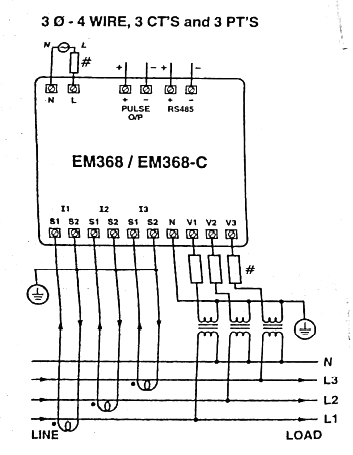 3 Ø - 4 WIRE, 3 CT'S and 3 PT'S
N L
#
+ - + -
N L + - + -
PULSE RS485
O/P
EM368 / EM368-C
I1 I2 I3
S1 S2 S1 S2 S1 S2 N V1 V2 V3
#
N
L3
L2
L1
LINE LOAD